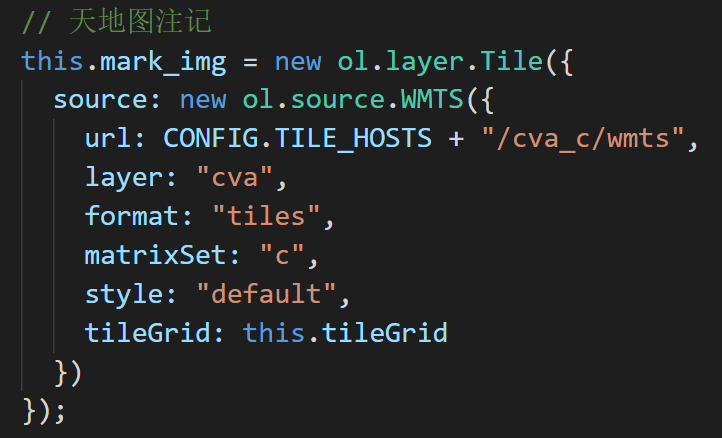 // 天地图注记
this.mark_img = new ol.layer.Tile({
  source: new ol.source.WMTS({
    url: CONFIG.TILE_HOSTS + "/cva_c/wmts",
    layer: "cva",
    format: "tiles",
    matrixSet: "c",
    style: "default",
    tileGrid: this.tileGrid
  })
});